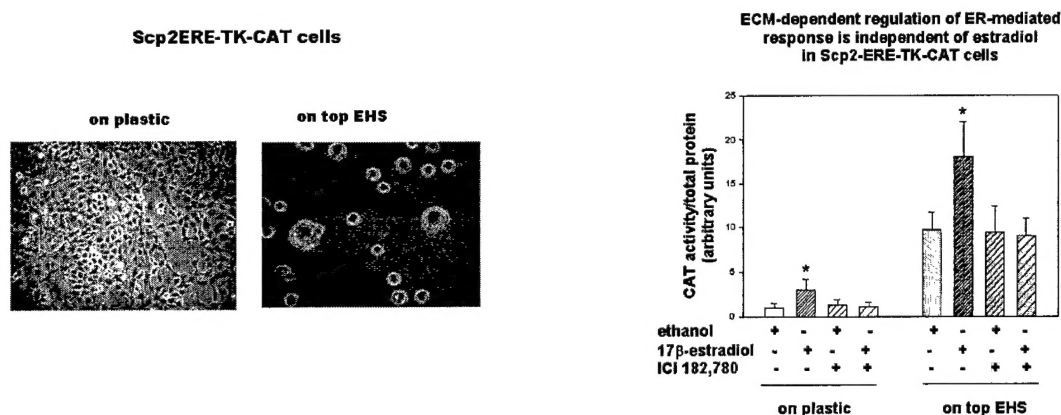 Scp2ERE-TK-CAT cells
on plastic
on top EHS
ECM-dependent regulation of ER-mediated
response is independent of estradiol
in Scp2-ERE-TK-CAT cells
CAT activity/total protein
(arbitrary units)
25
20
15
10
5
0
*
*
ethanol + - + - + - + -
17β-estradiol - + - + - + - +
ICI 182,780 - - + + - - + +
on plastic
on top EHS